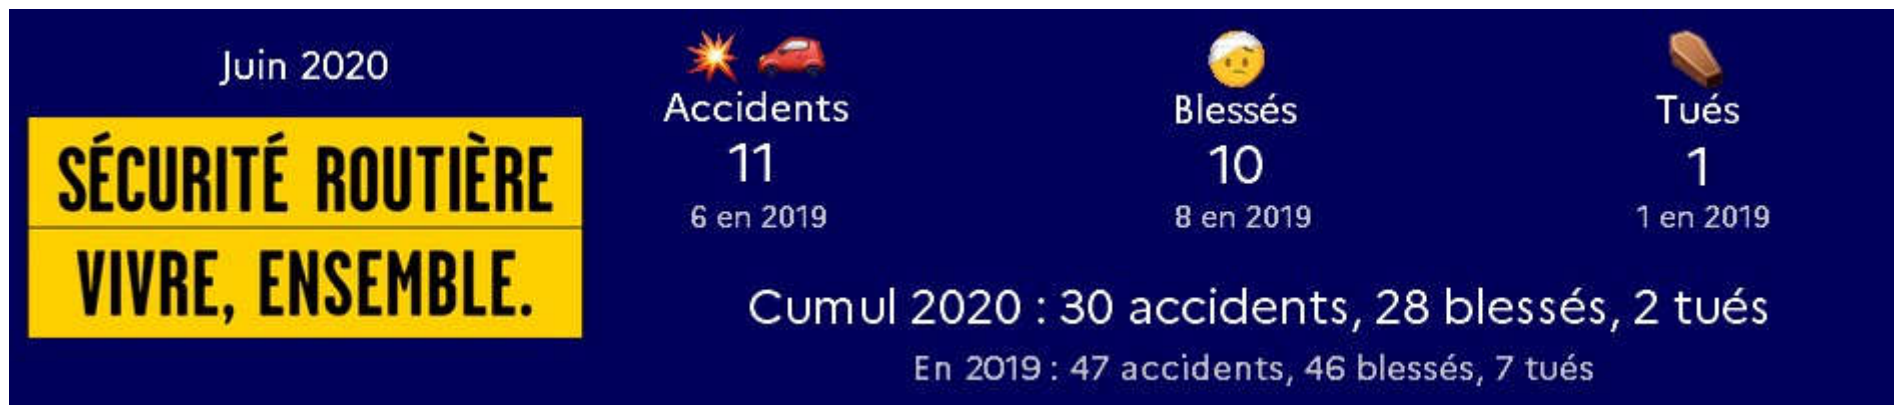 Juin 2020
SÉCURITÉ ROUTIÈRE
VIVRE, ENSEMBLE.
Accidents
11
6 en 2019
Blessés
10
8 en 2019
Tués
1
1 en 2019
Cumul 2020 : 30 accidents, 28 blessés, 2 tués
En 2019 : 47 accidents, 46 blessés, 7 tués